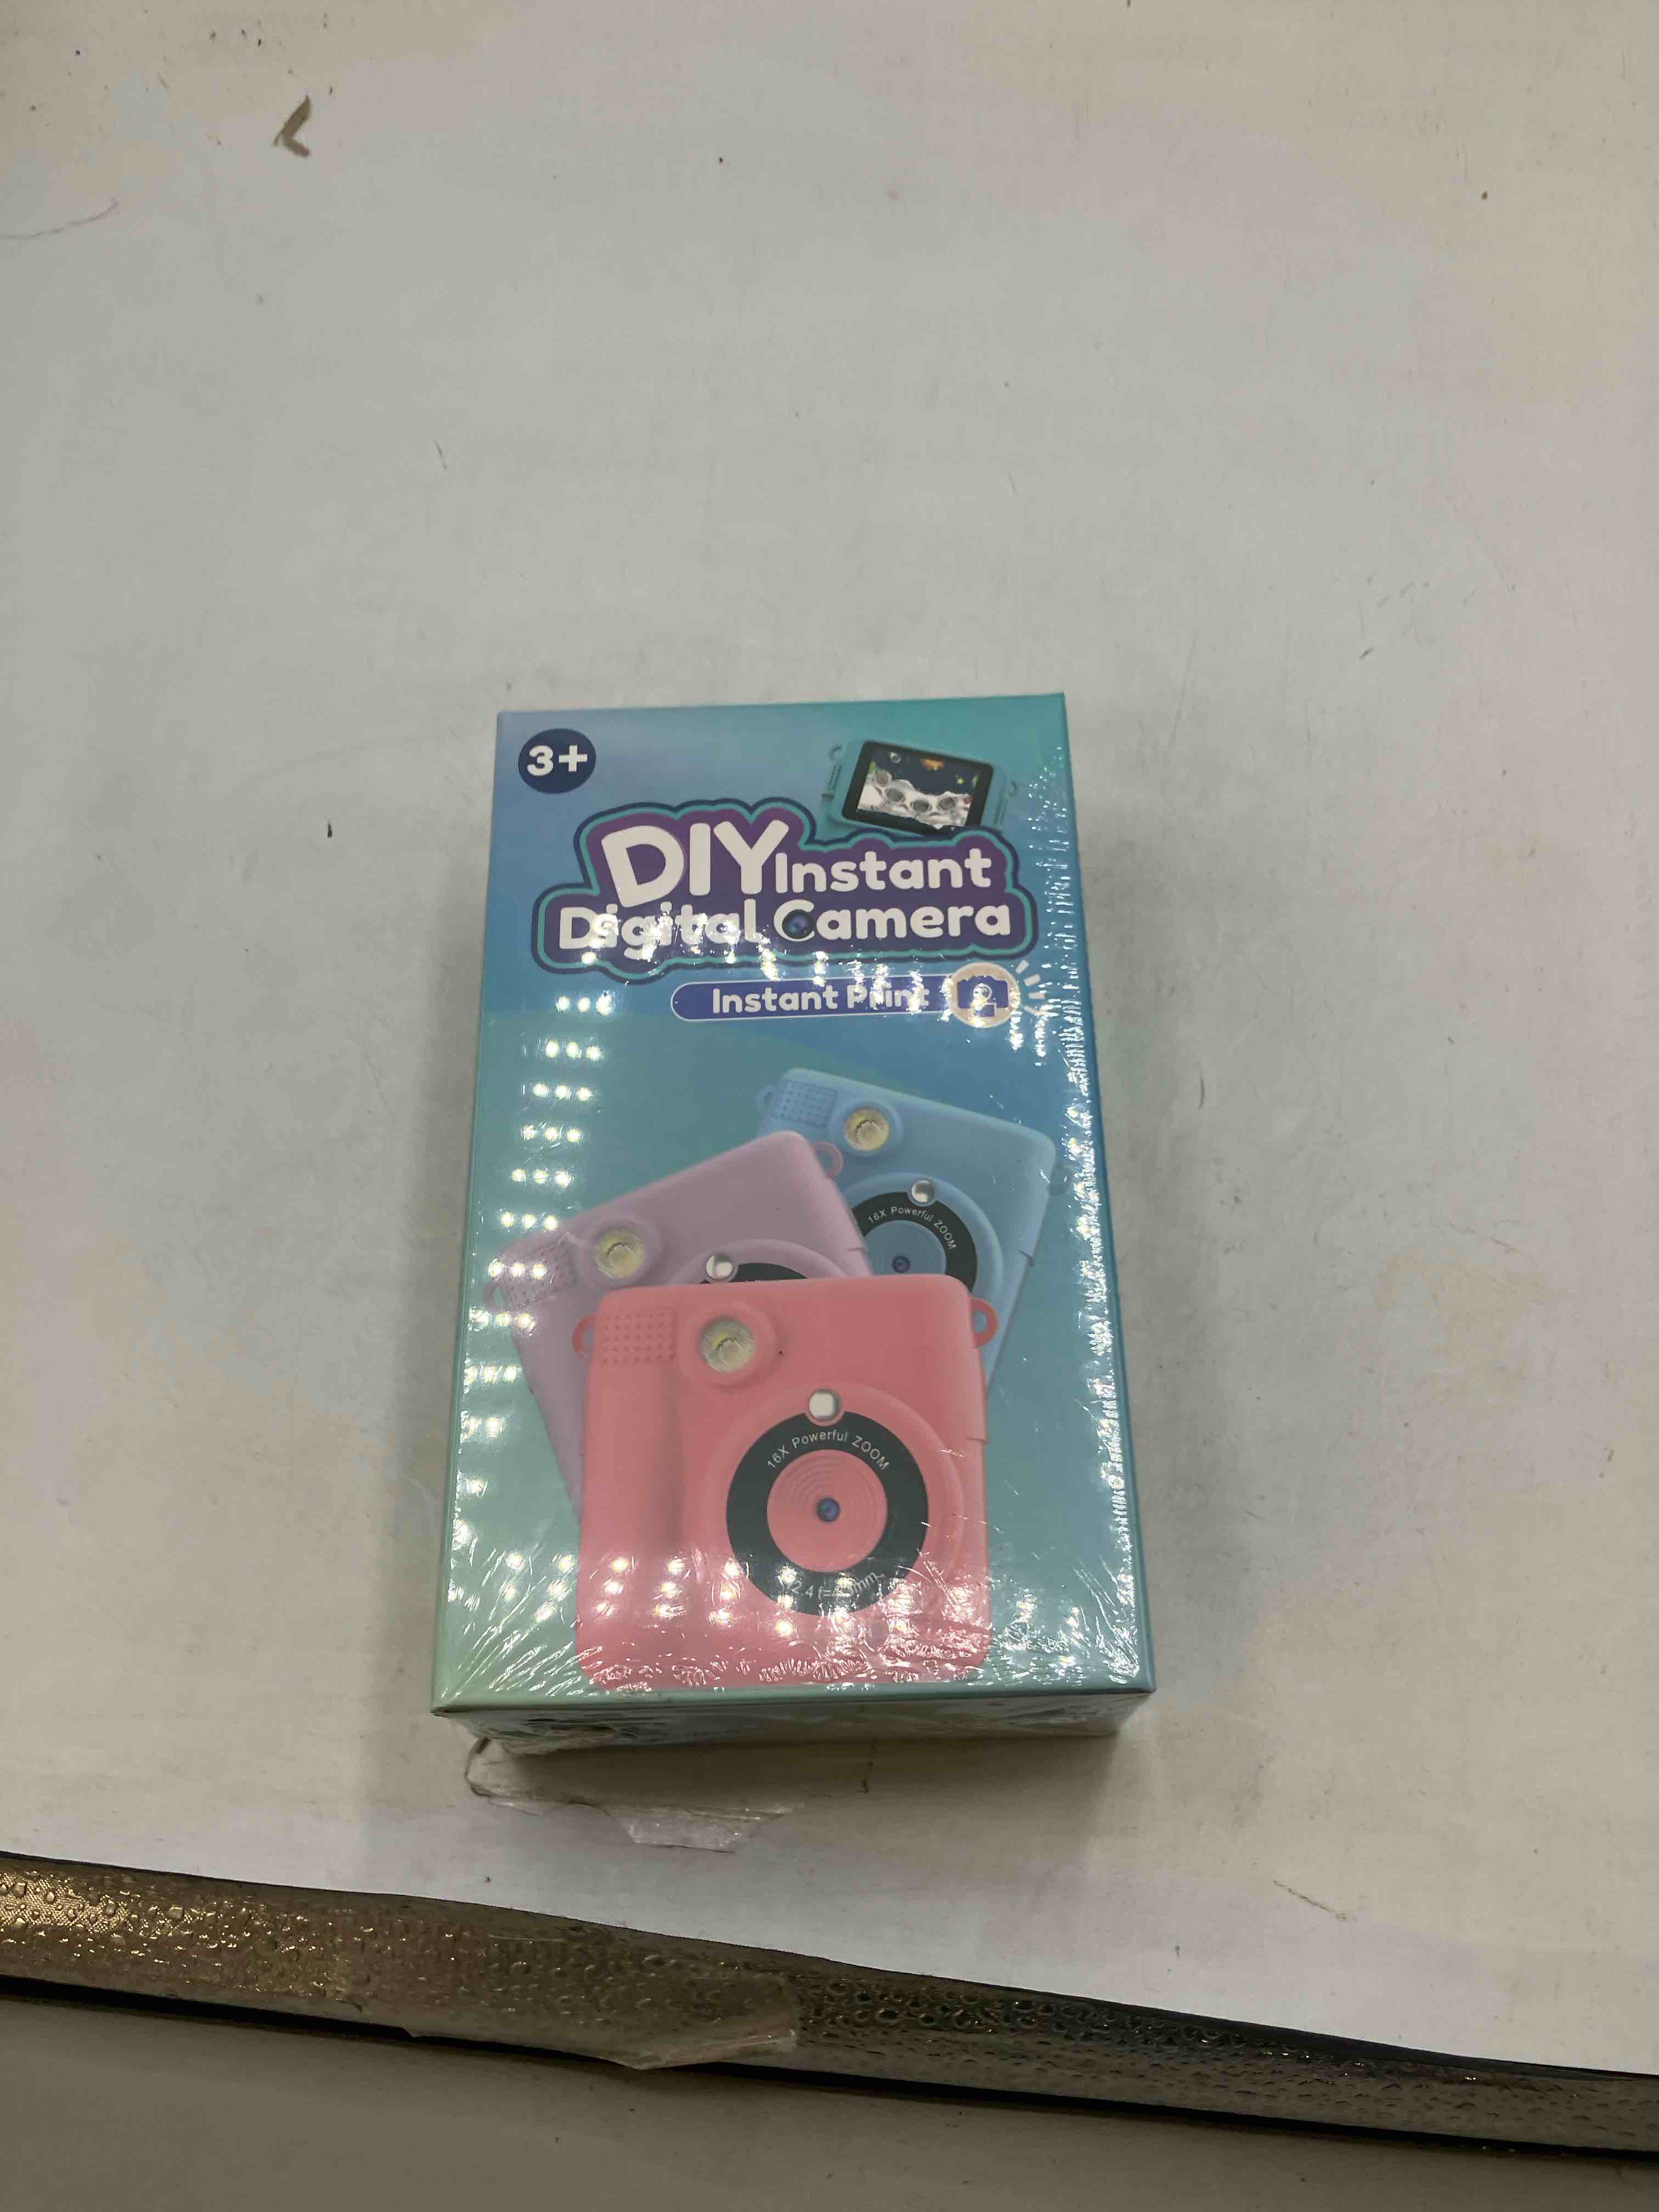 3+
DIY Instant
Digital Camera
Instant Print
16X Powerful ZOOM
16X Powerful ZOOM